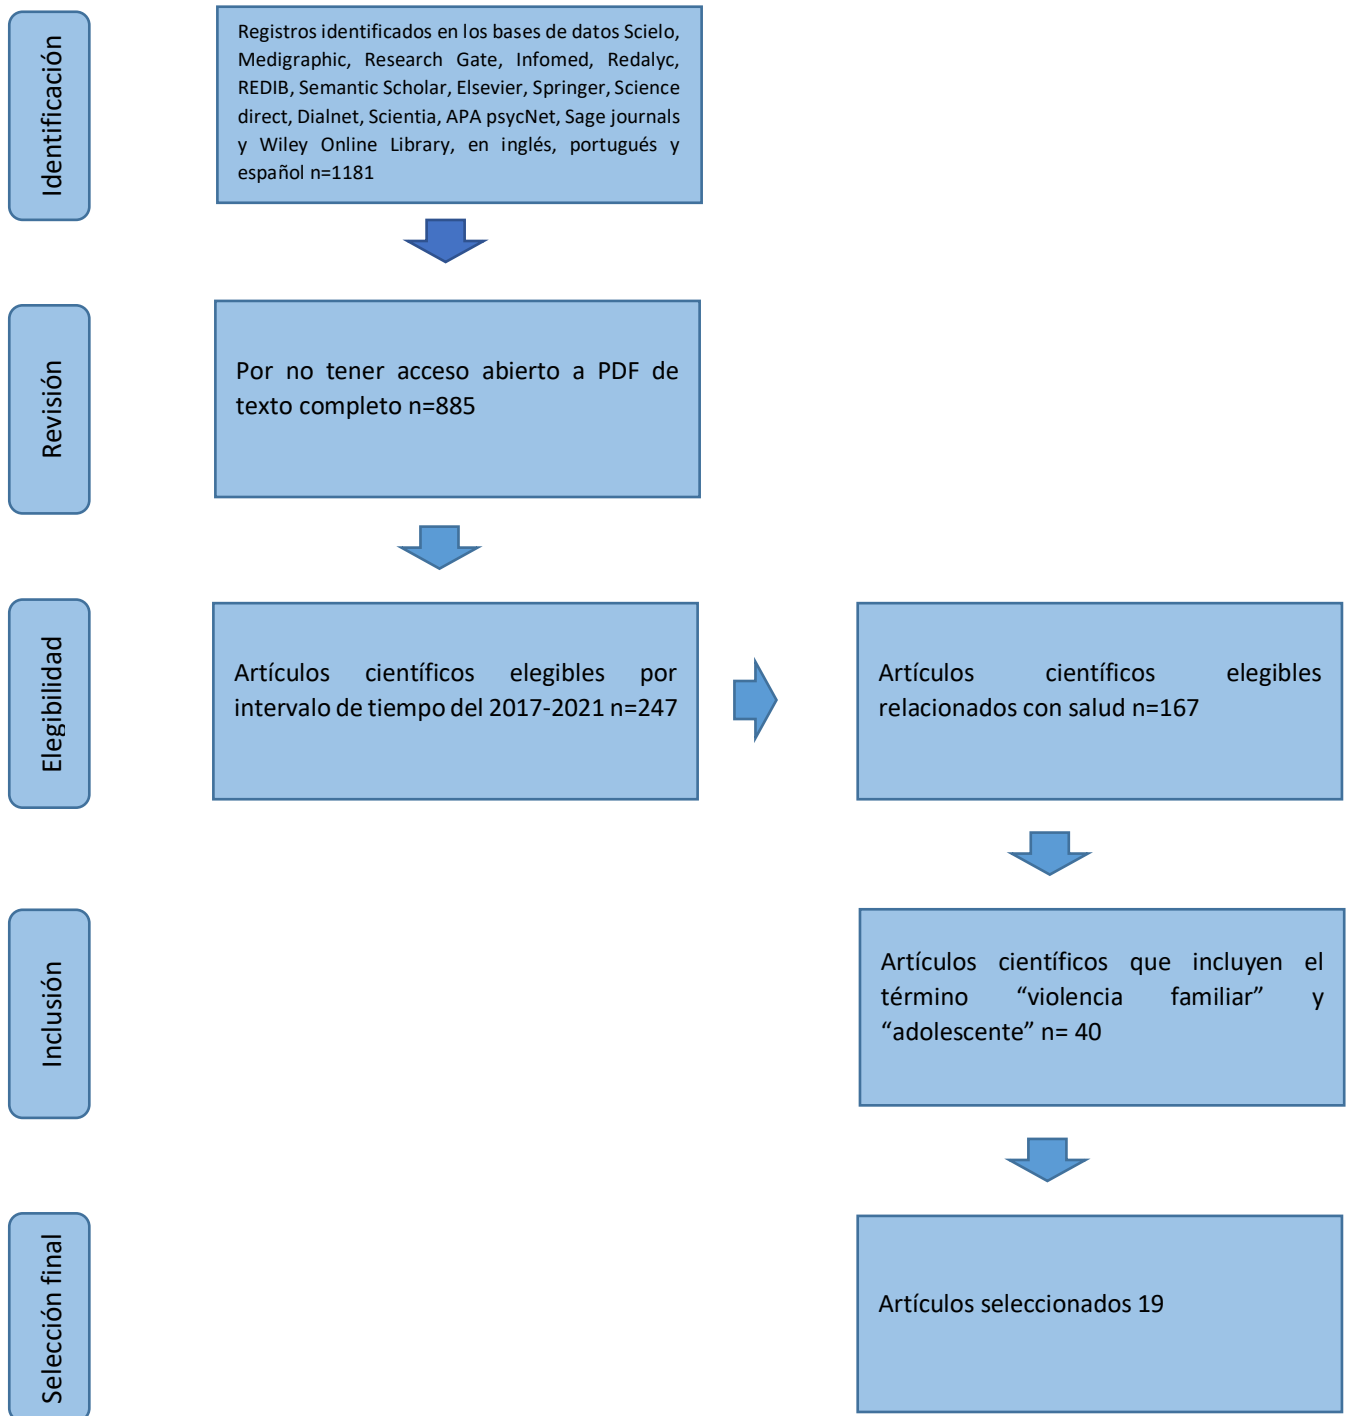 Identificación
Registros identificados en los bases de datos Scielo,
Medigraphic, Research Gate, Infomed, Redalyc,
REDIB, Semantic Scholar, Elsevier, Springer, Science
direct, Dialnet, Scientia, APA psycNet, Sage journals
y Wiley Online Library, en inglés, portugués y
español n=1181
Revisión
Por no tener acceso abierto a PDF de
texto completo n=885
Elegibilidad
Artículos científicos elegibles por
intervalo de tiempo del 2017-2021 n=247
Artículos científicos elegibles
relacionados con salud n=167
Inclusión
Artículos científicos que incluyen el
término “violencia familiar” y
“adolescente” n= 40
Selección final
Artículos seleccionados 19